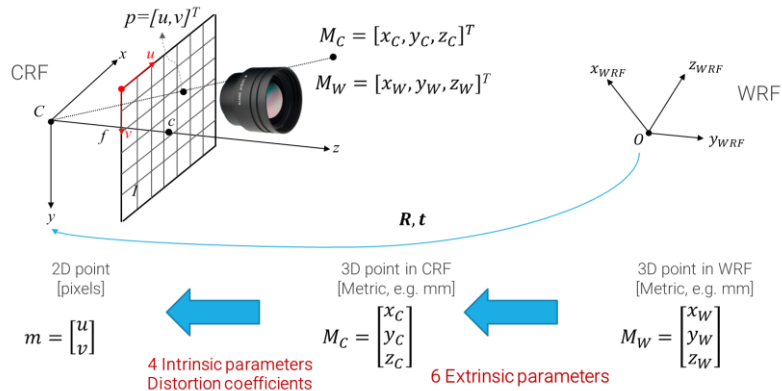 p=[u,v]^T
M_C = [x_C, y_C, z_C]^T
M_W = [x_W, y_W, z_W]^T
CRF
x
u
C
f
v
c
I
z
y
x_WRF
z_WRF
WRF
O
y_WRF
R, t
2D point
[pixels]
3D point in CRF
[Metric, e.g. mm]
3D point in WRF
[Metric, e.g. mm]
m = [u v]
M_C = [x_C y_C z_C]
M_W = [x_W y_W z_W]
4 Intrinsic parameters
Distortion coefficients
6 Extrinsic parameters